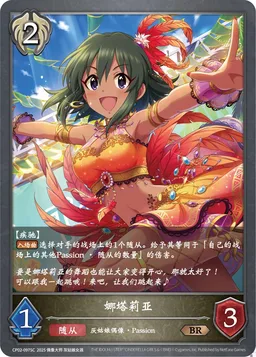 2
【疾驰】
入场曲 选择对手的战场上的1个随从。给予其等同于『自己的战场上的其他Passion・随从的数量』的伤害。
要是娜塔莉亚的舞蹈也能让大家变得开心，那就太好了！
可以跟我一起跳哦！来吧，让我们跳起来♪
娜塔莉亚
1
随从
灰姑娘偶像・Passion
BR
3